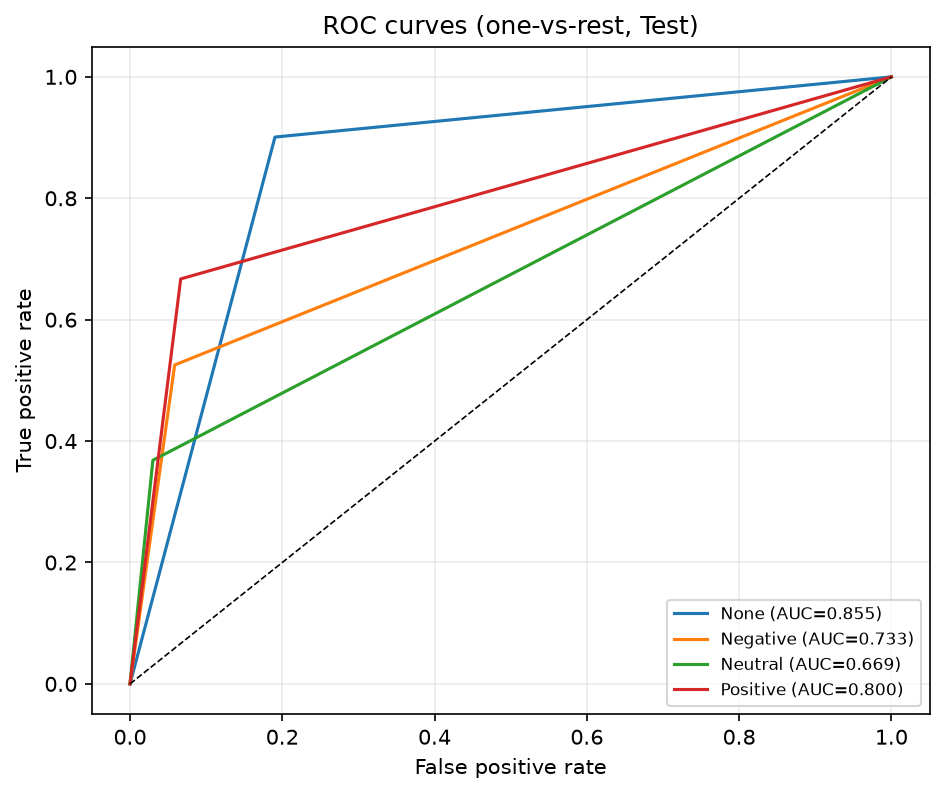 ROC curves (one-vs-rest, Test)
True positive rate
1.0
0.8
0.6
0.4
0.2
0.0
0.0 0.2 0.4 0.6 0.8 1.0
False positive rate
None (AUC=0.855)
Negative (AUC=0.733)
Neutral (AUC=0.669)
Positive (AUC=0.800)